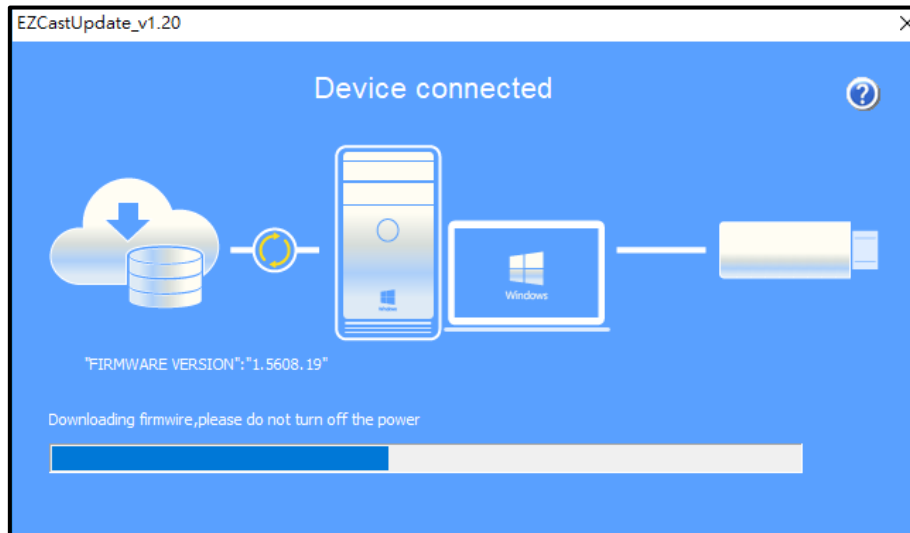 EZCastUpdate_v1.20
Device connected
?
Windows
Windows
"FIRMWARE VERSION":"1.5608.19"
Downloading firmwire,please do not turn off the power